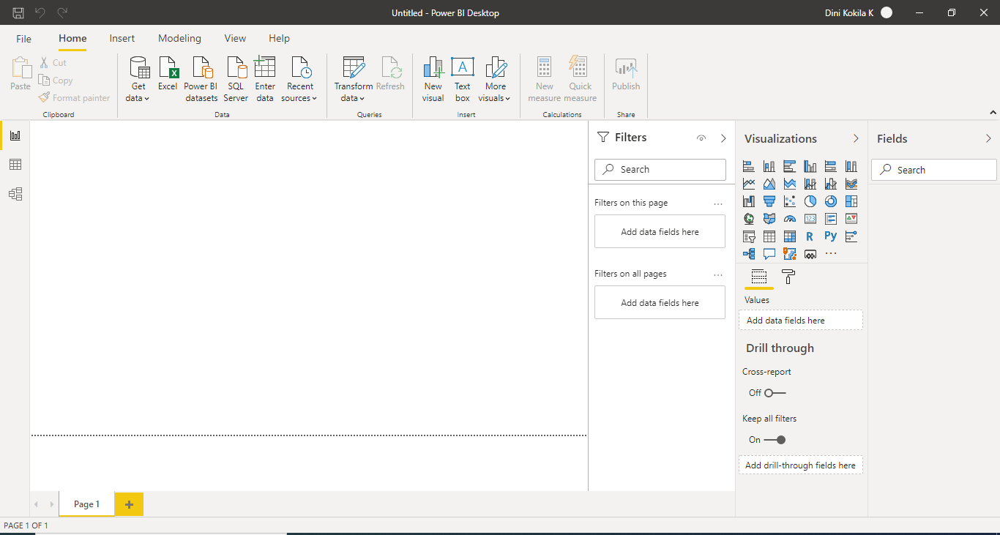 Untitled - Power BI Desktop
Dini Kokila K
File
Home
Insert
Modeling
View
Help
Paste
Cut
Copy
Format painter
Clipboard
Get
data
Excel
Power BI
datasets
SQL
Server
Enter
data
Recent
sources
Data
Transform
data
Refresh
Queries
New
visual
A
Text
box
More
visuals
Insert
New
measure
Quick
measure
Calculations
Publish
Share
Filters
Search
Filters on this page
...
Add data fields here
Filters on all pages
...
Add data fields here
Visualizations
123
R
Py
...
Values
Add data fields here
Drill through
Cross-report
Off
Keep all filters
On
Add drill-through fields here
Fields
Search
Page 1
+
PAGE 1 OF 1